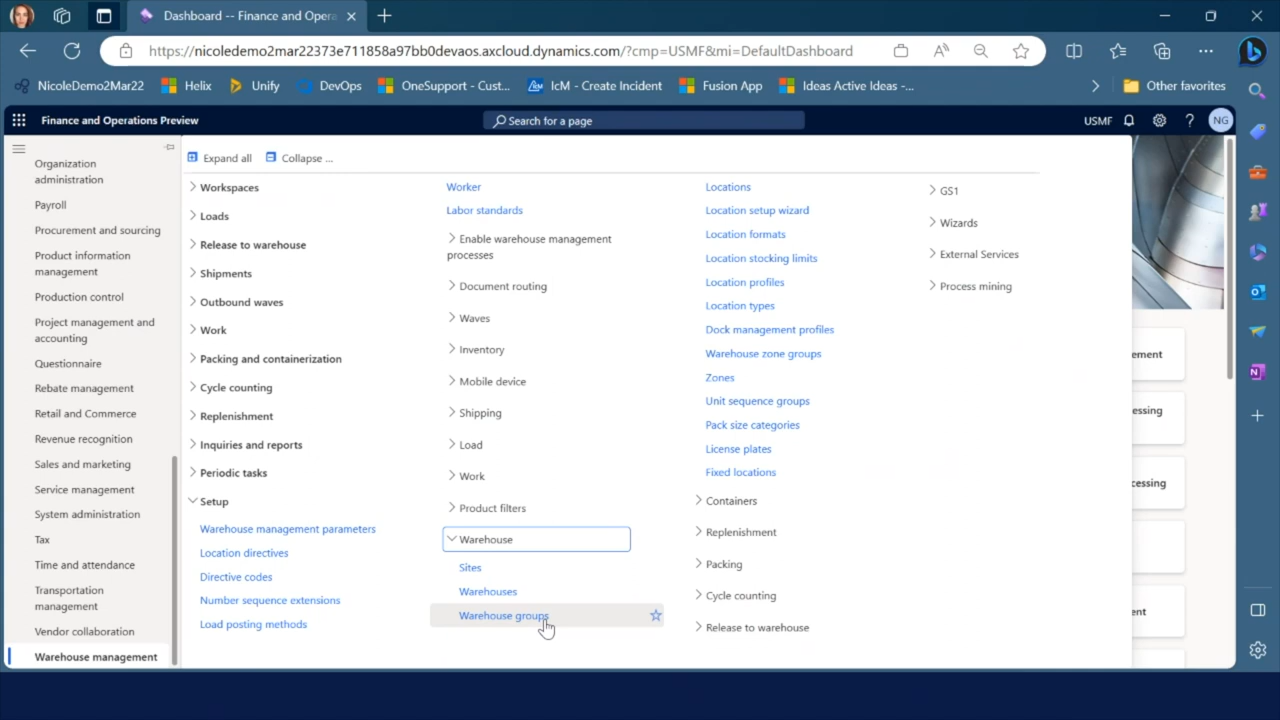 Dashboard -- Finance and Opera
https://nicoledemo2mar22373e711858a97bb0devaos.axcloud.dynamics.com/?cmp=USMF&mi=DefaultDashboard
NicoleDemo2Mar22
Helix
Unify
DevOps
OneSupport - Cust...
IcM - Create Incident
Fusion App
Ideas Active Ideas -...
Other favorites
Finance and Operations Preview
Search for a page
USMF
NG
Organization
administration
Payroll
Procurement and sourcing
Product information
management
Production control
Project management and
accounting
Questionnaire
Rebate management
Retail and Commerce
Revenue recognition
Sales and marketing
Service management
System administration
Tax
Time and attendance
Transportation
management
Vendor collaboration
Warehouse management
Expand all
Collapse ...
Workspaces
Loads
Release to warehouse
Shipments
Outbound waves
Work
Packing and containerization
Cycle counting
Replenishment
Inquiries and reports
Periodic tasks
Setup
Warehouse management parameters
Location directives
Directive codes
Number sequence extensions
Load posting methods
Worker
Labor standards
Enable warehouse management
processes
Document routing
Waves
Inventory
Mobile device
Shipping
Load
Work
Product filters
Warehouse
Sites
Warehouses
Warehouse groups
Locations
Location setup wizard
Location formats
Location stocking limits
Location profiles
Location types
Dock management profiles
Warehouse zone groups
Zones
Unit sequence groups
Pack size categories
License plates
Fixed locations
Containers
Replenishment
Packing
Cycle counting
Release to warehouse
GS1
Wizards
External Services
Process mining
ement
essing
cessing
ent